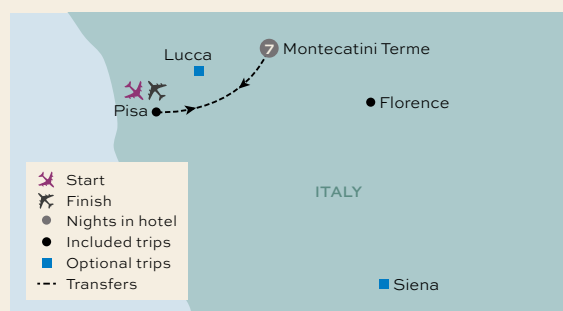 Lucca
7 Montecatini Terme
Pisa
Florence
ITALY
Siena
Start
Finish
Nights in hotel
Included trips
Optional trips
Transfers